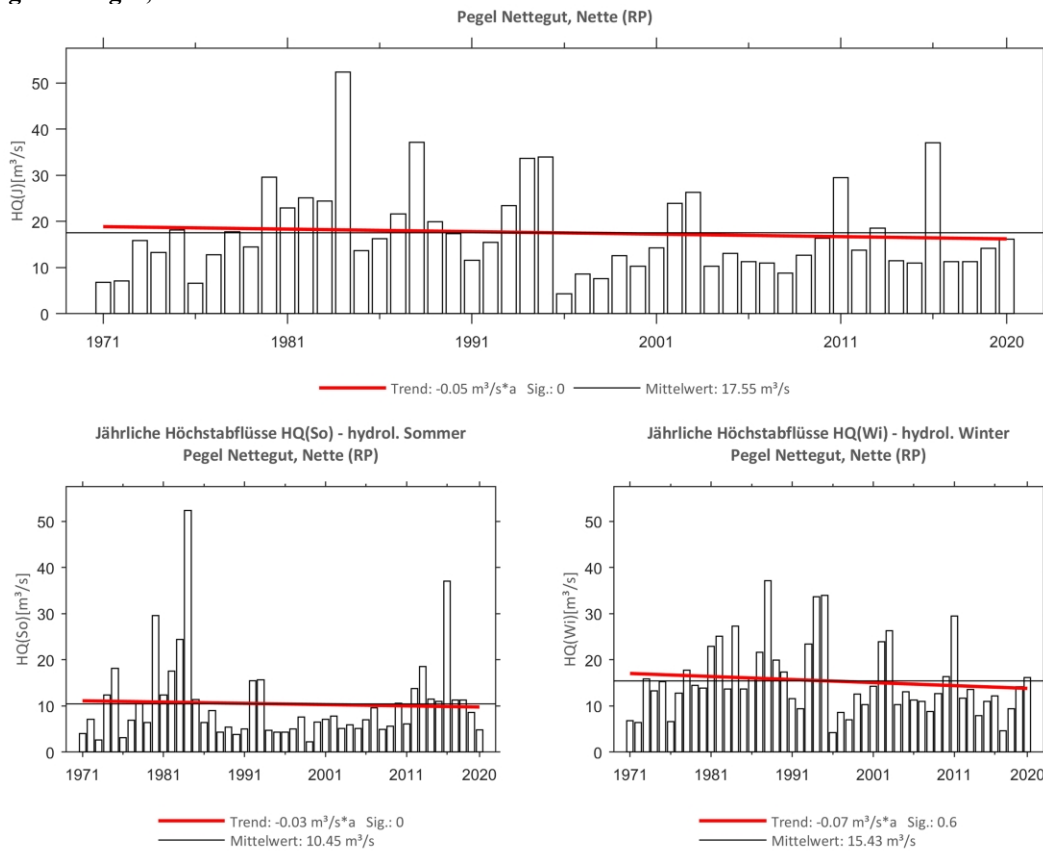 Pegel Nettegut, Nette (RP)
HQ(J)[m³/s]
50
40
30
20
10
0
1971
1981
1991
2001
2011
2020
Trend: -0.05 m³/s*a Sig.: 0
Mittelwert: 17.55 m³/s
Jährliche Höchstabflüsse HQ(So) - hydrol. Sommer
Pegel Nettegut, Nette (RP)
HQ(So)[m³/s]
50
40
30
20
10
0
1971
1981
1991
2001
2011
2020
Trend: -0.03 m³/s*a Sig.: 0
Mittelwert: 10.45 m³/s
Jährliche Höchstabflüsse HQ(Wi) - hydrol. Winter
Pegel Nettegut, Nette (RP)
HQ(Wi)[m³/s]
50
40
30
20
10
0
1971
1981
1991
2001
2011
2020
Trend: -0.07 m³/s*a Sig.: 0.6
Mittelwert: 15.43 m³/s